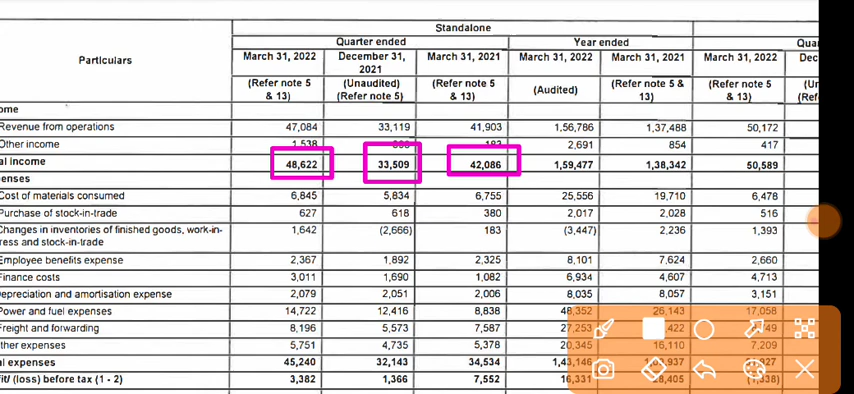 Standalone
Quarter ended Year ended Qua
Particulars March 31, 2022 December 31, 2021 March 31, 2021 March 31, 2022 March 31, 2021 March 31, 2022 Dec
(Refer note 5 & 13) (Unaudited) (Refer note 5) (Refer note 5 & 13) (Audited) (Refer note 5 & 13) (Refer note 5 & 13) (Ur (Ref
ome
Revenue from operations 47,084 33,119 41,903 1,56,786 1,37,488 50,172
Other income 1,538 2,691 854 417
al income 48,622 33,509 42,086 1,59,477 1,38,342 50,589
enses
Cost of materials consumed 6,845 5,834 6,755 25,556 19,710 6,478
Purchase of stock-in-trade 627 618 380 2,017 2,028 516
Changes in inventories of finished goods, work-in- 1,642 (2,666) 183 (3,447) 2,236 1,393
ress and stock-in-trade
Employee benefits expense 2,367 1,892 2,325 8,101 7,624 2,660
Finance costs 3,011 1,690 1,082 6,934 4,607 4,713
epreciation and amortisation expense 2,079 2,051 2,006 8,035 8,057 3,151
Power and fuel expenses 14,722 12,416 8,838 48,352 26,143 17,058
Freight and forwarding 8,196 5,573 7,587 27,253 422 749
ther expenses 5,751 4,735 5,378 20,345 16,110 7,209
al expenses 45,240 32,143 34,534 1,43,146
fit/ (loss) before tax (1 - 2) 3,382 1,366 7,552 16,331